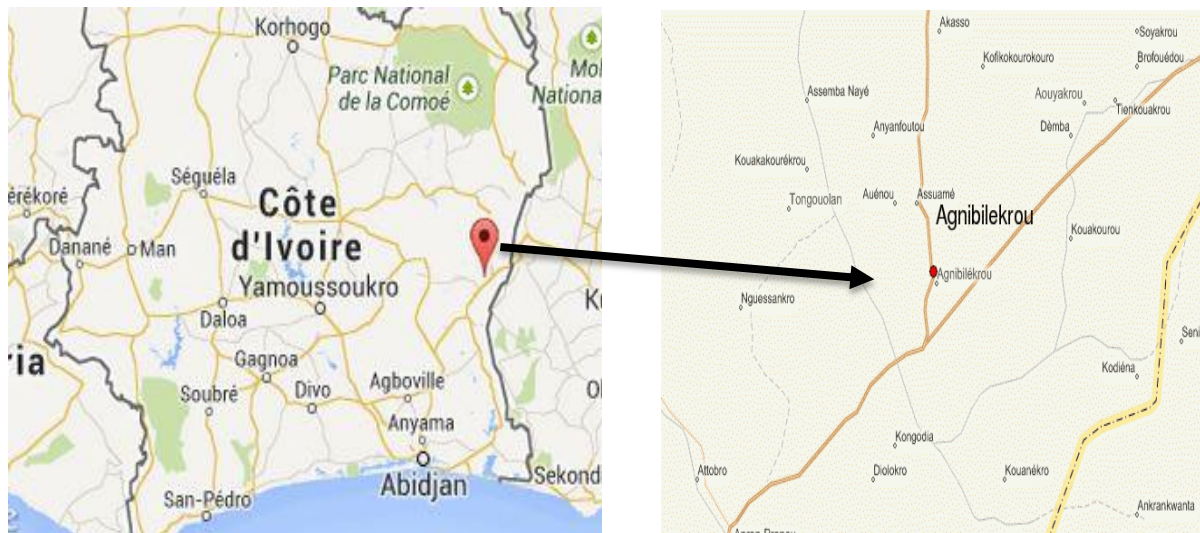 Korhogo
Parc National
de la Comoé
Mol
Nationa
Séguéla
érékoré
Côte
d'Ivoire
Danané
Man
Yamoussoukro
Daloa
Gagnoa
ria
Soubré
Divo
Agboville
Anyama
Abidjan
Sekond
San-Pédro
Akasso
Soyakrou
Kofikokourokouro
Brofouédou
Assemba Nayé
Aouyakrou
Tienkouakrou
Anyanfoutou
Dèmba
Kouakakourékrou
Tongouolan
Auénou
Assuamé
Agnibilekrou
Kouakourou
Agnibilékrou
Nguessankro
Seni
Kodiéna
Kongodia
Attobro
Diolokro
Kouanékro
Ankrankwanta